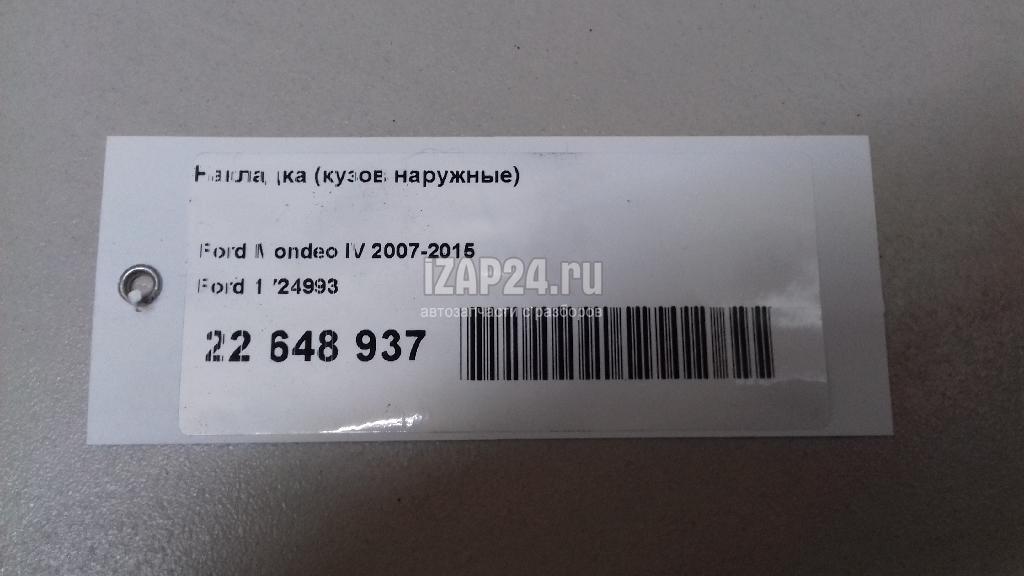 Накладка (кузов наружные)
Ford Mondeo IV 2007-2015
iZAP24.ru
Ford 1724993
автозапчасти с разборов
22 648 937